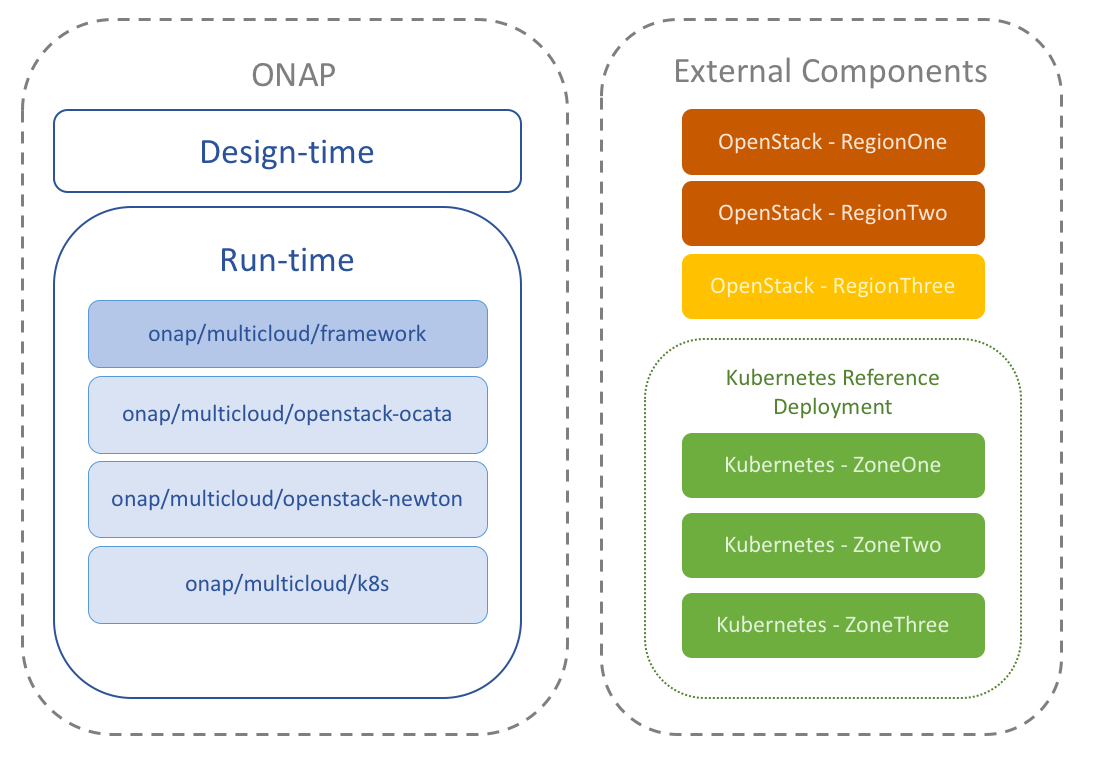 ONAP
Design-time
Run-time
onap/multicloud/framework
onap/multicloud/openstack-ocata
onap/multicloud/openstack-newton
onap/multicloud/k8s
External Components
OpenStack - RegionOne
OpenStack - RegionTwo
OpenStack - RegionThree
Kubernetes Reference
Deployment
Kubernetes - ZoneOne
Kubernetes - ZoneTwo
Kubernetes - ZoneThree